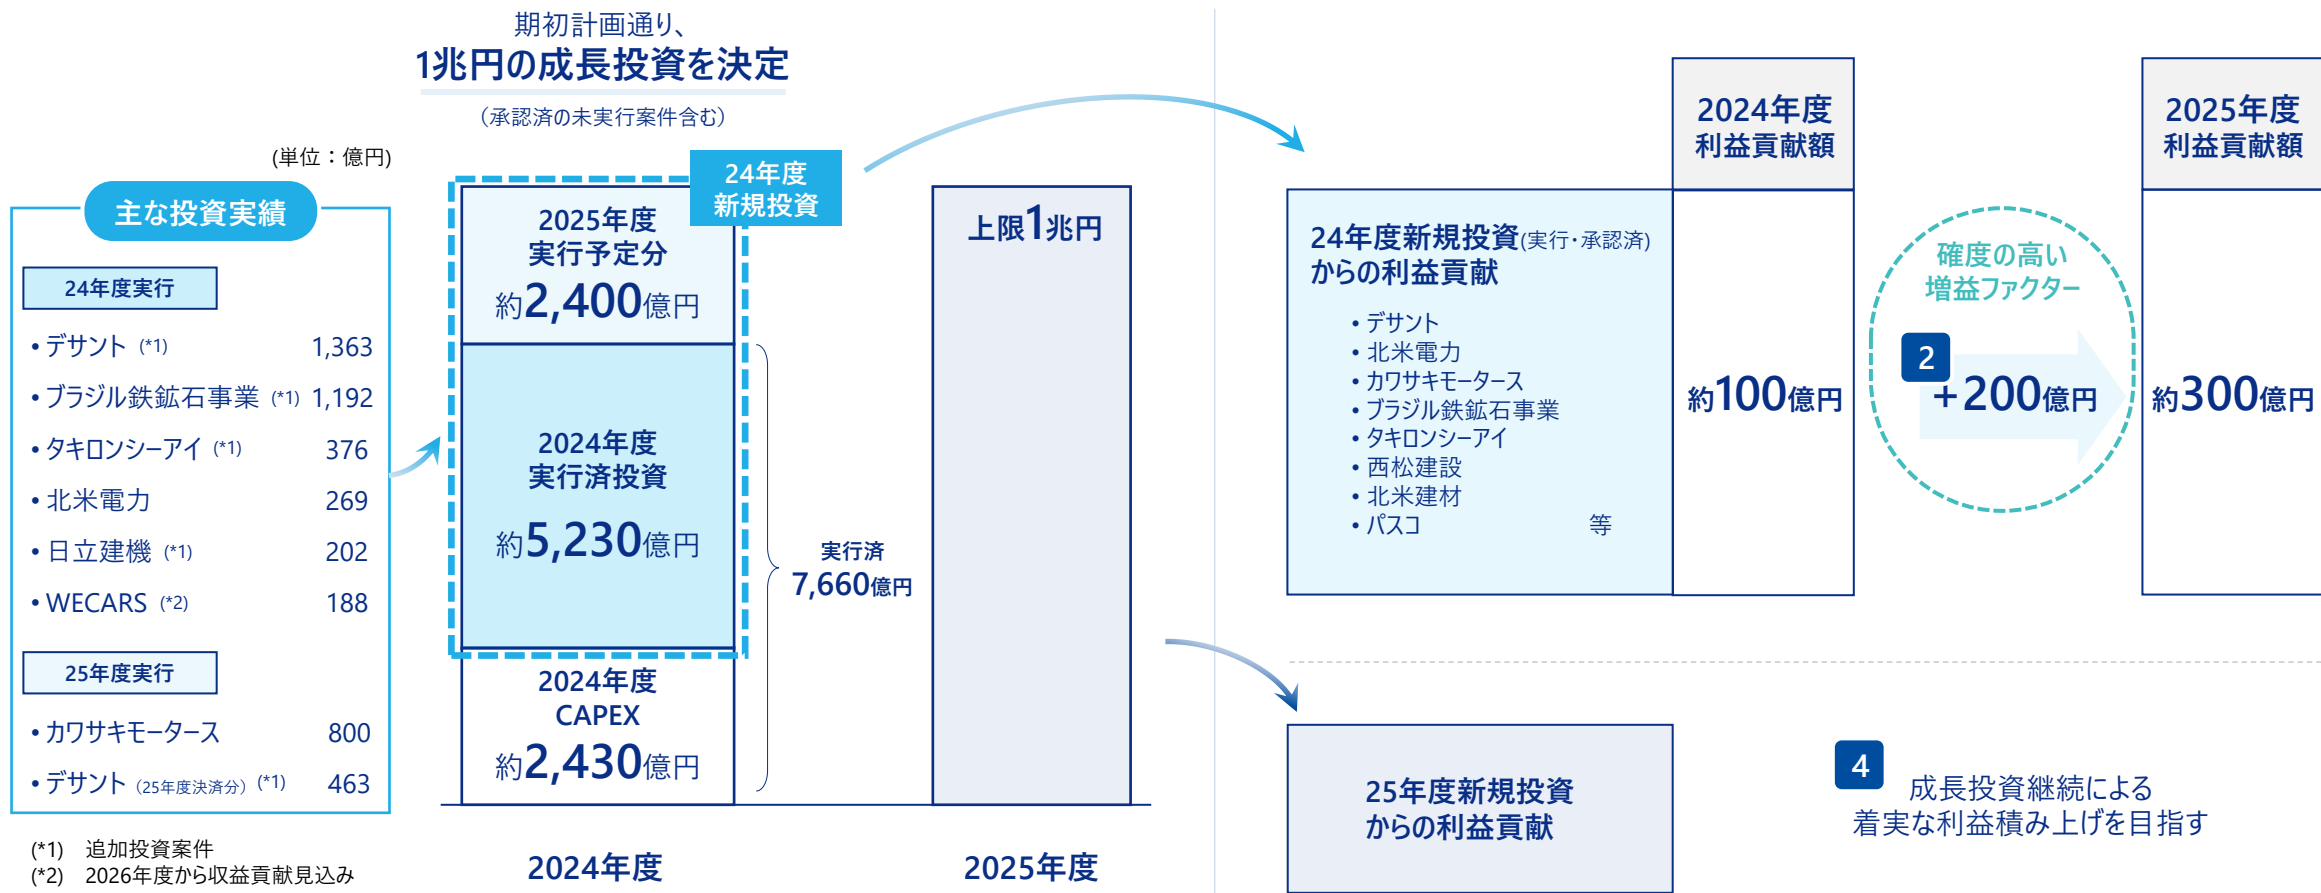 期初計画通り、
1兆円の成長投資を決定
（承認済の未実行案件含む）
(単位：億円)
主な投資実績
24年度実行
• デサント (*1) 1,363
• ブラジル鉄鉱石事業 (*1) 1,192
• タキロンシーアイ (*1) 376
• 北米電力 269
• 日立建機 (*1) 202
• WECARS (*2) 188
25年度実行
• カワサキモータース 800
• デサント （25年度決済分） (*1) 463
(*1) 追加投資案件
(*2) 2026年度から収益貢献見込み
24年度
新規投資
2025年度
実行予定分
約2,400億円
2024年度
実行済投資
約5,230億円
2024年度
CAPEX
約2,430億円
実行済
7,660億円
2024年度
上限1兆円
2025年度
2024年度
利益貢献額
2025年度
利益貢献額
24年度新規投資(実行・承認済)
からの利益貢献
• デサント
• 北米電力
• カワサキモータース
• ブラジル鉄鉱石事業
• タキロンシーアイ
• 西松建設
• 北米建材
• パスコ 等
約100億円
確度の高い
増益ファクター
2
+200億円
約300億円
25年度新規投資
からの利益貢献
4
成長投資継続による
着実な利益積み上げを目指す